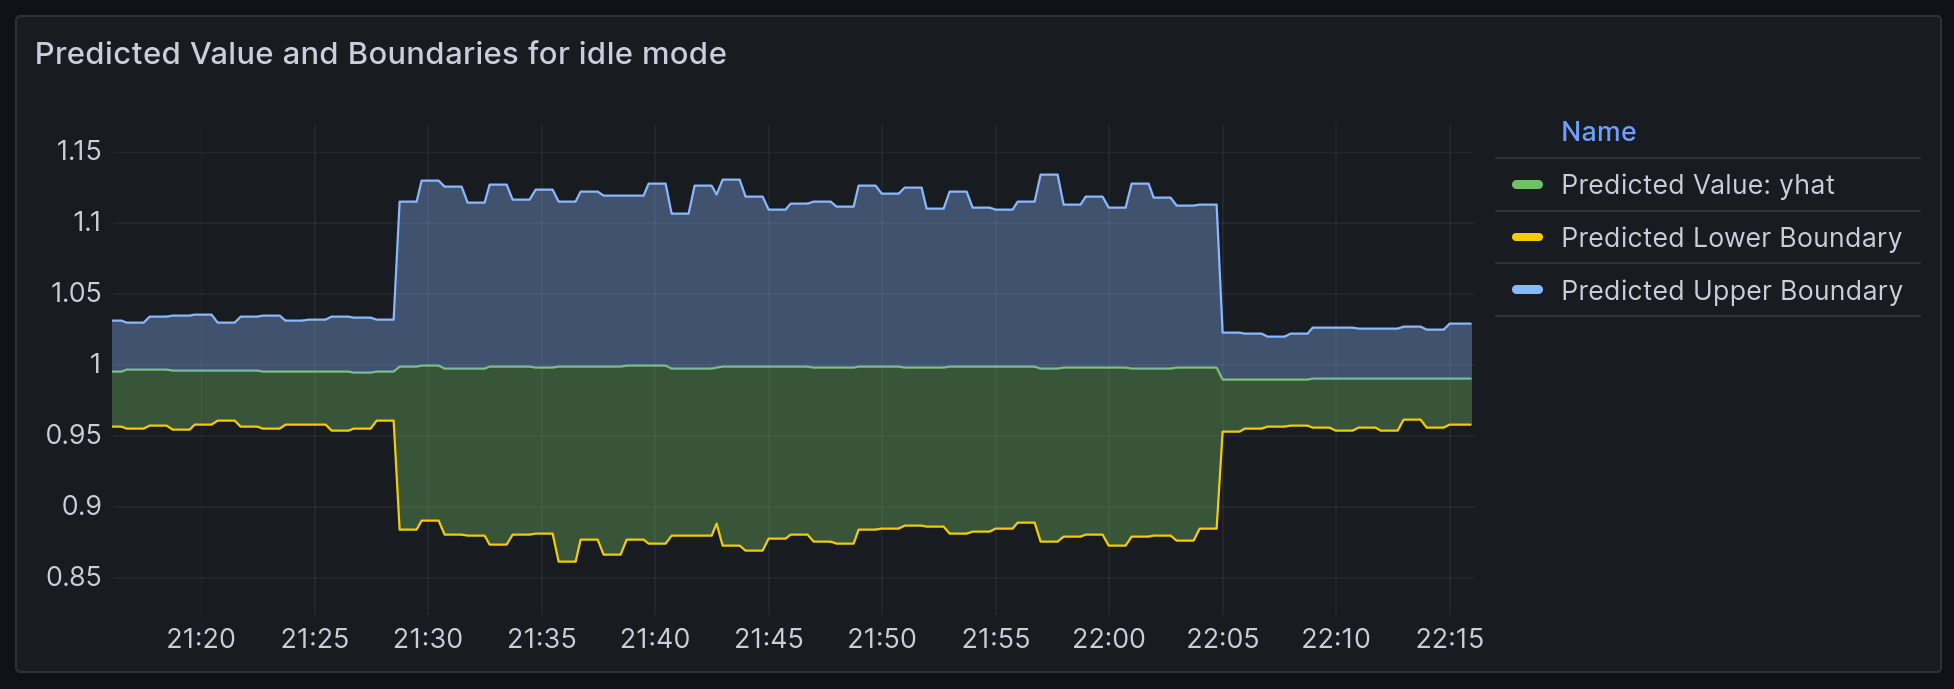 Predicted Value and Boundaries for idle mode
1.15
1.1
1.05
1
0.95
0.9
0.85
21:20 21:25 21:30 21:35 21:40 21:45 21:50 21:55 22:00 22:05 22:10 22:15
Name
Predicted Value: yhat
Predicted Lower Boundary
Predicted Upper Boundary